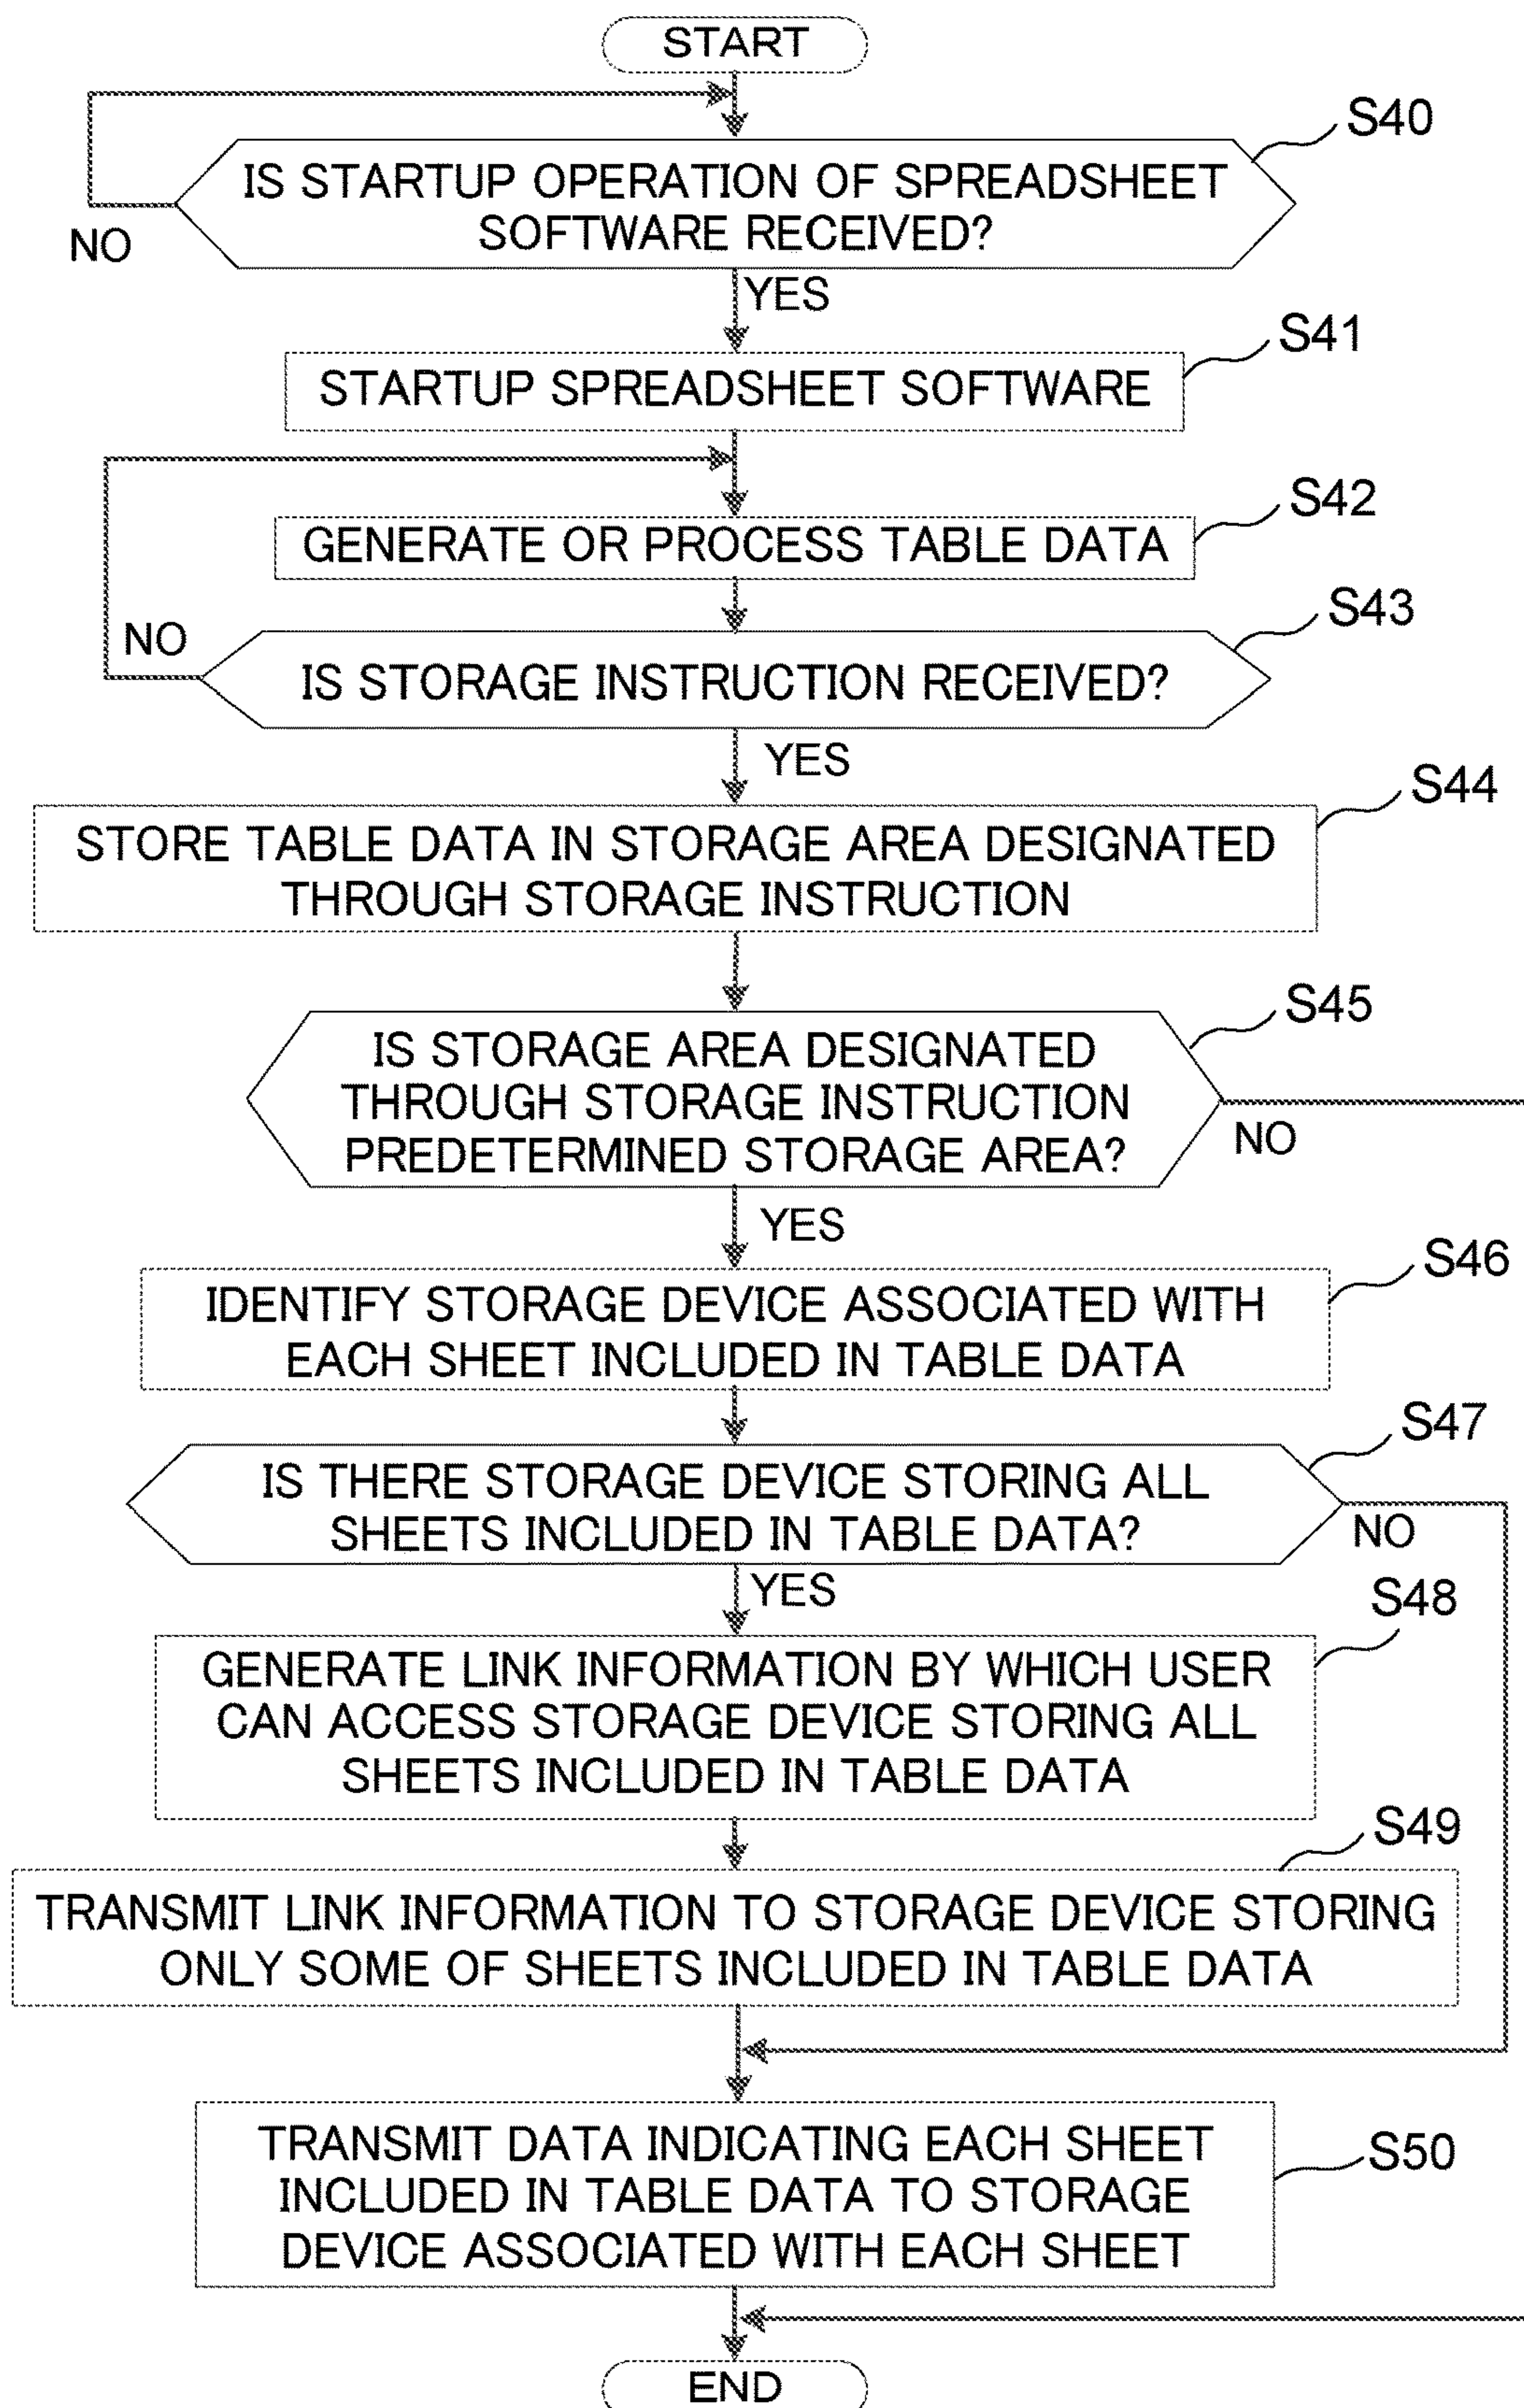 START
S40
IS STARTUP OPERATION OF SPREADSHEET
SOFTWARE RECEIVED?
NO
YES
S41
STARTUP SPREADSHEET SOFTWARE
S42
GENERATE OR PROCESS TABLE DATA
S43
NO
IS STORAGE INSTRUCTION RECEIVED?
YES
S44
STORE TABLE DATA IN STORAGE AREA DESIGNATED
THROUGH STORAGE INSTRUCTION
S45
IS STORAGE AREA DESIGNATED
THROUGH STORAGE INSTRUCTION
PREDETERMINED STORAGE AREA?
NO
YES
S46
IDENTIFY STORAGE DEVICE ASSOCIATED WITH
EACH SHEET INCLUDED IN TABLE DATA
S47
IS THERE STORAGE DEVICE STORING ALL
SHEETS INCLUDED IN TABLE DATA?
NO
YES
S48
GENERATE LINK INFORMATION BY WHICH USER
CAN ACCESS STORAGE DEVICE STORING ALL
SHEETS INCLUDED IN TABLE DATA
S49
TRANSMIT LINK INFORMATION TO STORAGE DEVICE STORING
ONLY SOME OF SHEETS INCLUDED IN TABLE DATA
TRANSMIT DATA INDICATING EACH SHEET
S50
INCLUDED IN TABLE DATA TO STORAGE
DEVICE ASSOCIATED WITH EACH SHEET
END